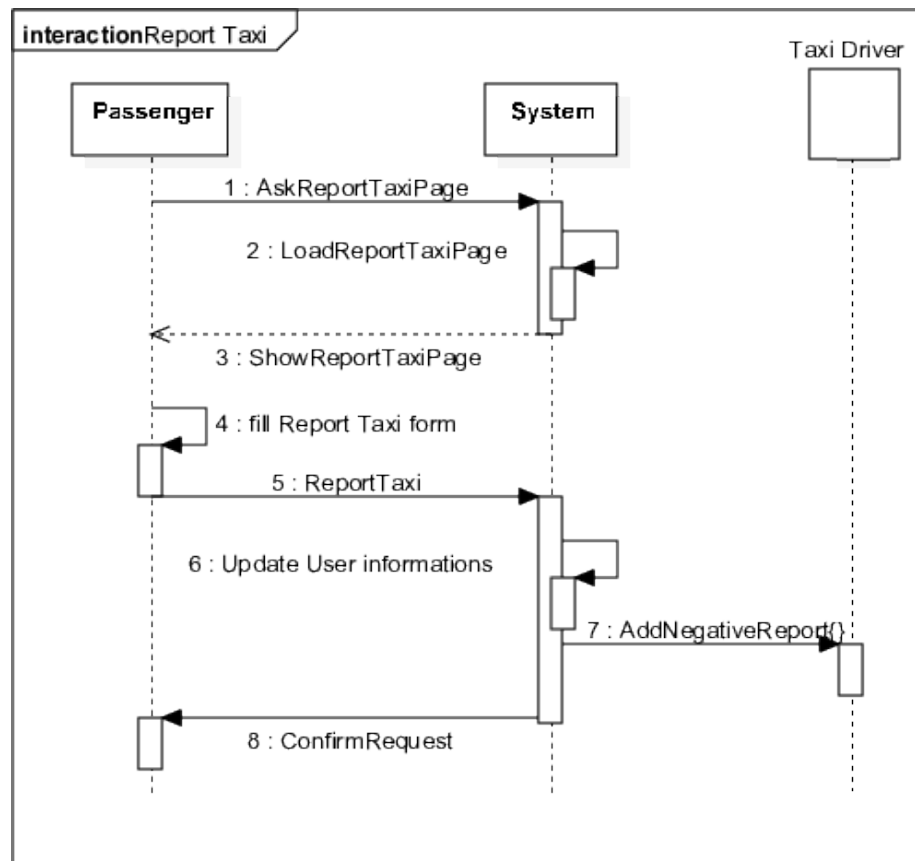 interactionReport Taxi
Taxi Driver
Passenger
System
1 : AskReportTaxiPage
2 : LoadReportTaxiPage
3 : ShowReportTaxiPage
4 : fill Report Taxi form
5 : ReportTaxi
6 : Update User informations
7 : AddNegativeReport{}
8 : ConfirmRequest